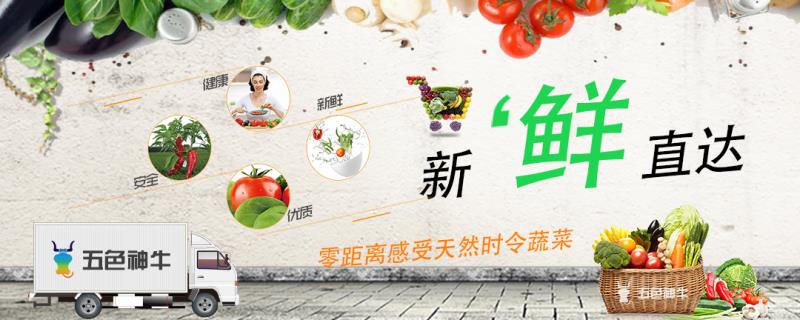 健康
新鲜
安全
优质
新‘鲜直达
零距离感受天然时令蔬菜
五色神牛
五色神牛